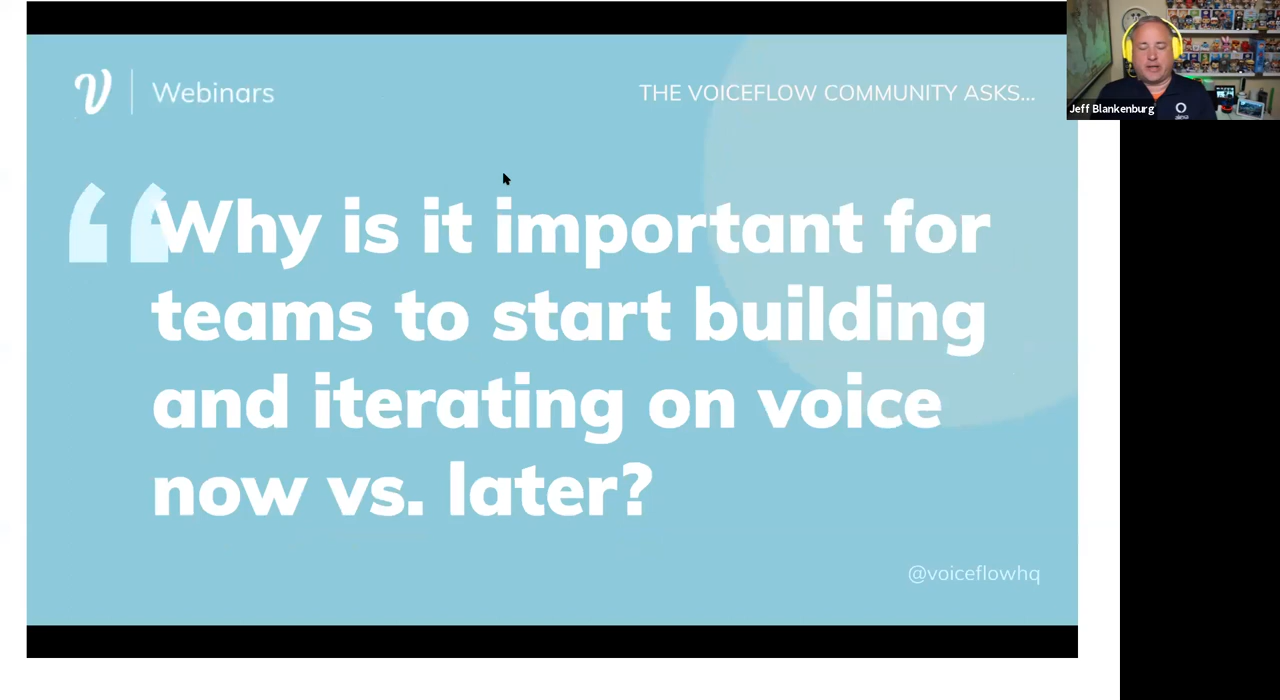 Webinars
THE VOICEFLOW COMMUNITY ASKS...
Jeff Blankenburg
alexa
“Why is it important for
teams to start building
and iterating on voice
now vs. later?
@voiceflowhq